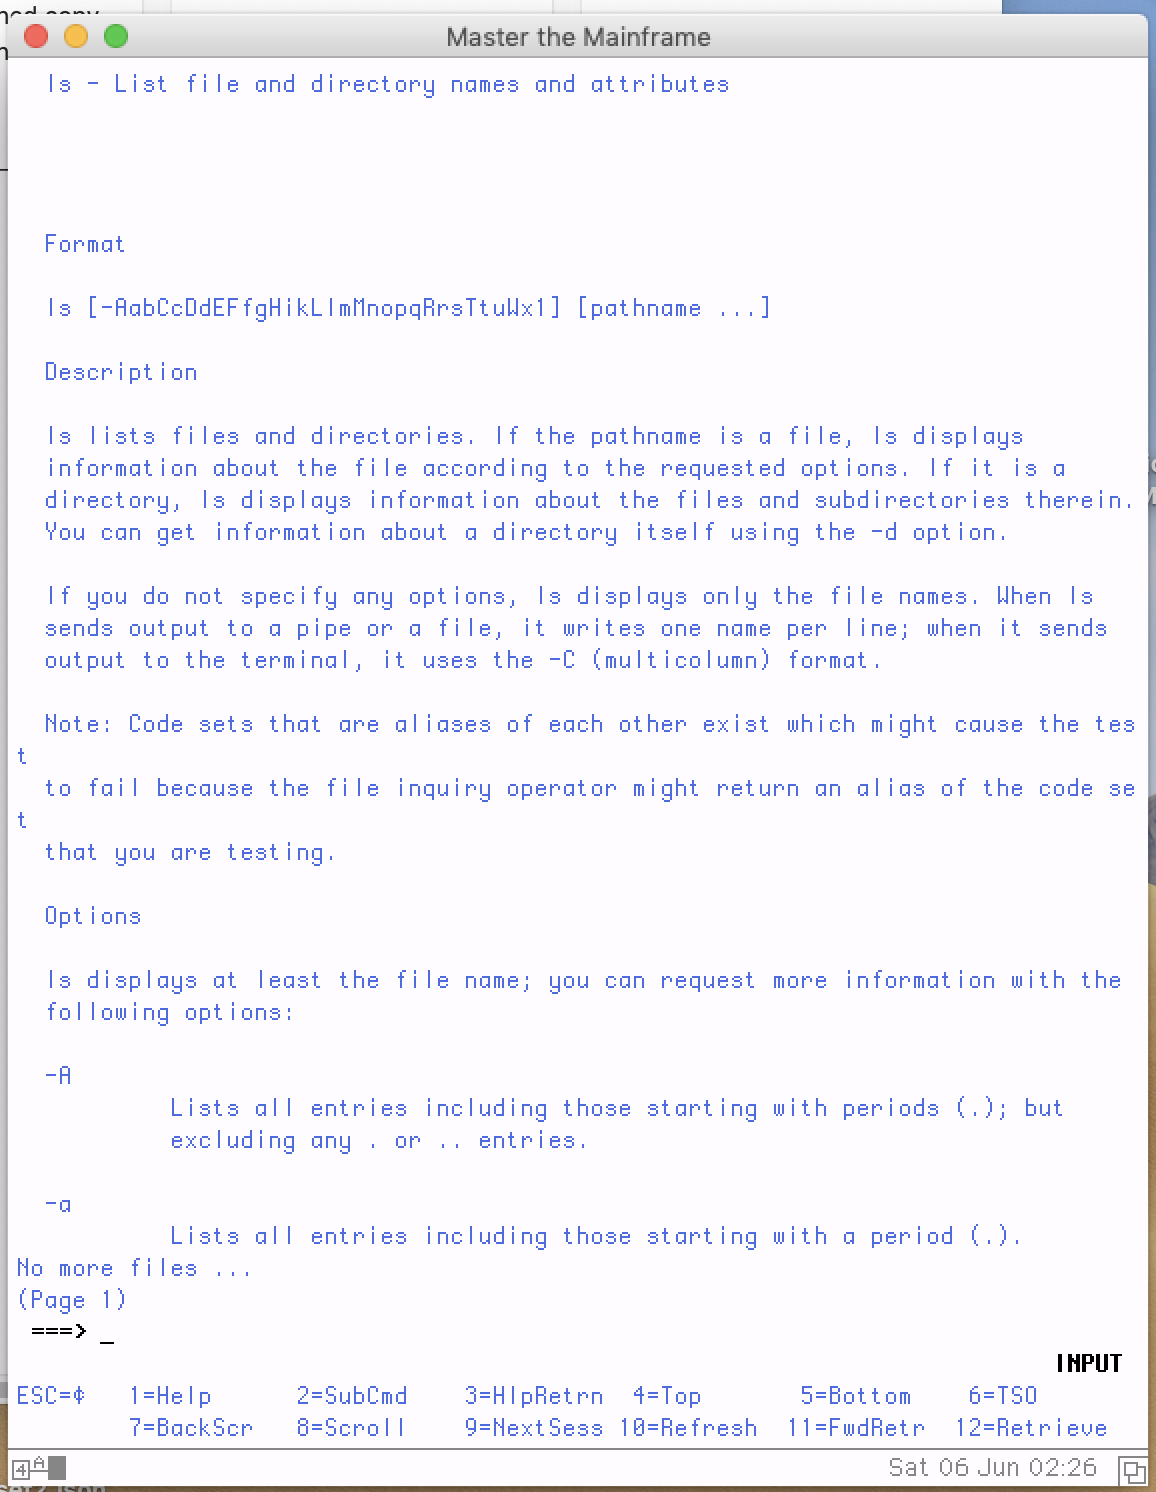 Master the Mainframe
ls - List file and directory names and attributes
Format
ls [-AabCcDdEFfgHikLlmMnopqRrsTtuWx1] [pathname ...]
Description
ls lists files and directories. If the pathname is a file, ls displays
information about the file according to the requested options. If it is a
directory, ls displays information about the files and subdirectories therein.
You can get information about a directory itself using the -d option.
If you do not specify any options, ls displays only the file names. When ls
sends output to a pipe or a file, it writes one name per line; when it sends
output to the terminal, it uses the -C (multicolumn) format.
Note: Code sets that are aliases of each other exist which might cause the tes
t
to fail because the file inquiry operator might return an alias of the code se
t
that you are testing.
Options
ls displays at least the file name; you can request more information with the
following options:
-A
Lists all entries including those starting with periods (.); but
excluding any . or .. entries.
-a
Lists all entries including those starting with a period (.).
No more files ...
(Page 1)
===> _
INPUT
ESC=¢ 1=Help 2=SubCmd 3=HlpRetrn 4=Top 5=Bottom 6=TSO
7=BackScr 8=Scroll 9=NextSess 10=Refresh 11=FwdRetr 12=Retrieve
4 A Sat 06 Jun 02:26